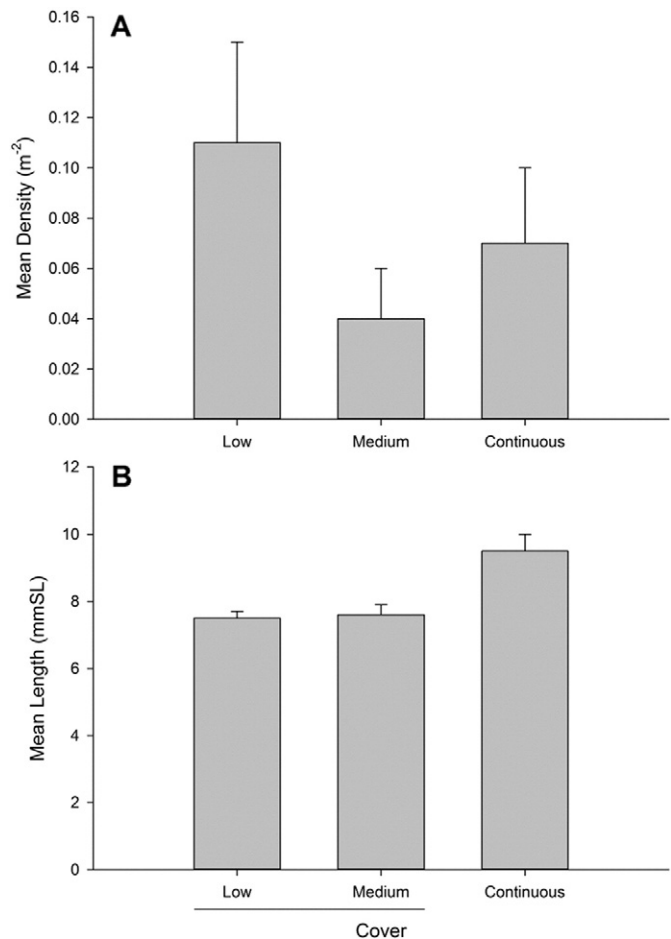 A
Mean Density (m⁻²)
0.16
0.14
0.12
0.10
0.08
0.06
0.04
0.02
0.00
Low Medium Continuous
B
Mean Length (mmSL)
12
10
8
6
4
2
0
Low Medium Continuous
Cover